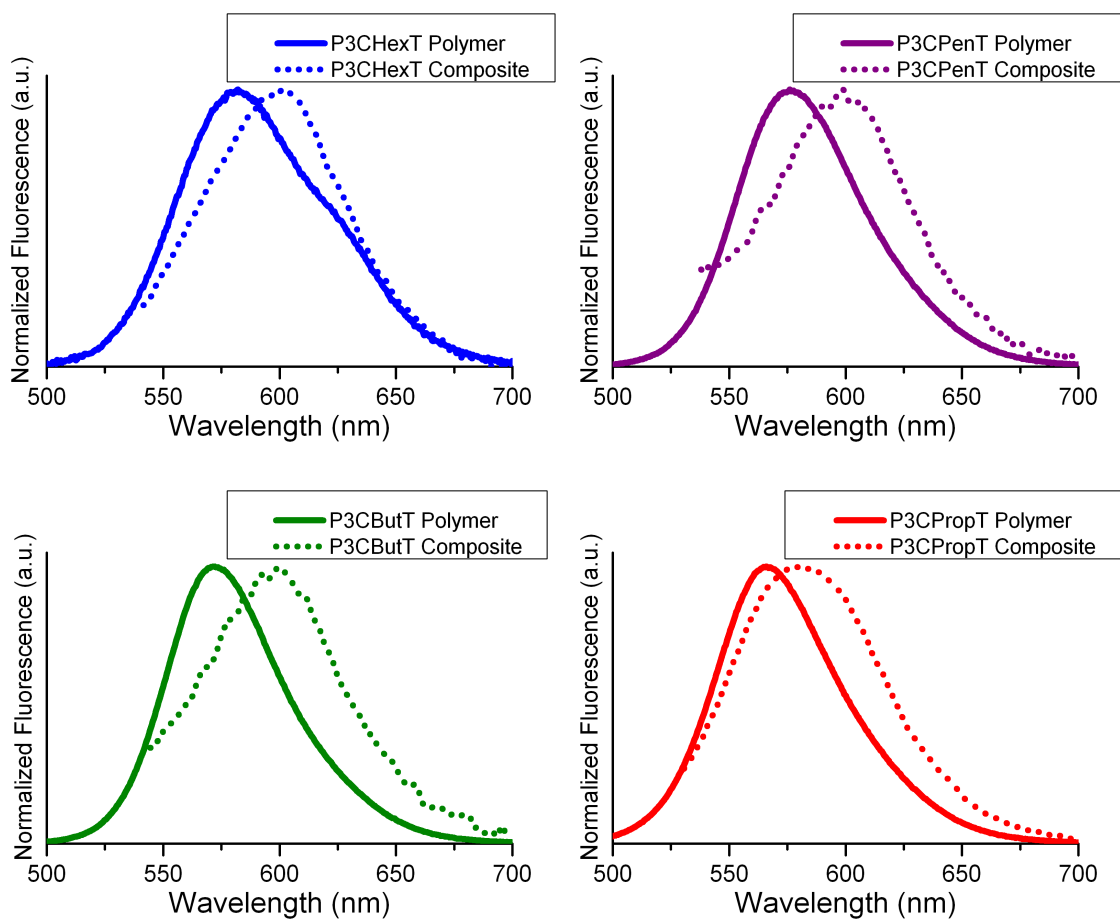 P3CHexT Polymer
P3CHexT Composite
Normalized Fluorescence (a.u.)
500 550 600 650 700
Wavelength (nm)
P3CPenT Polymer
P3CPenT Composite
Normalized Fluorescence (a.u.)
500 550 600 650 700
Wavelength (nm)
P3CButT Polymer
P3CButT Composite
Normalized Fluorescence (a.u.)
500 550 600 650 700
Wavelength (nm)
P3CPropT Polymer
P3CPropT Composite
Normalized Fluorescence (a.u.)
500 550 600 650 700
Wavelength (nm)